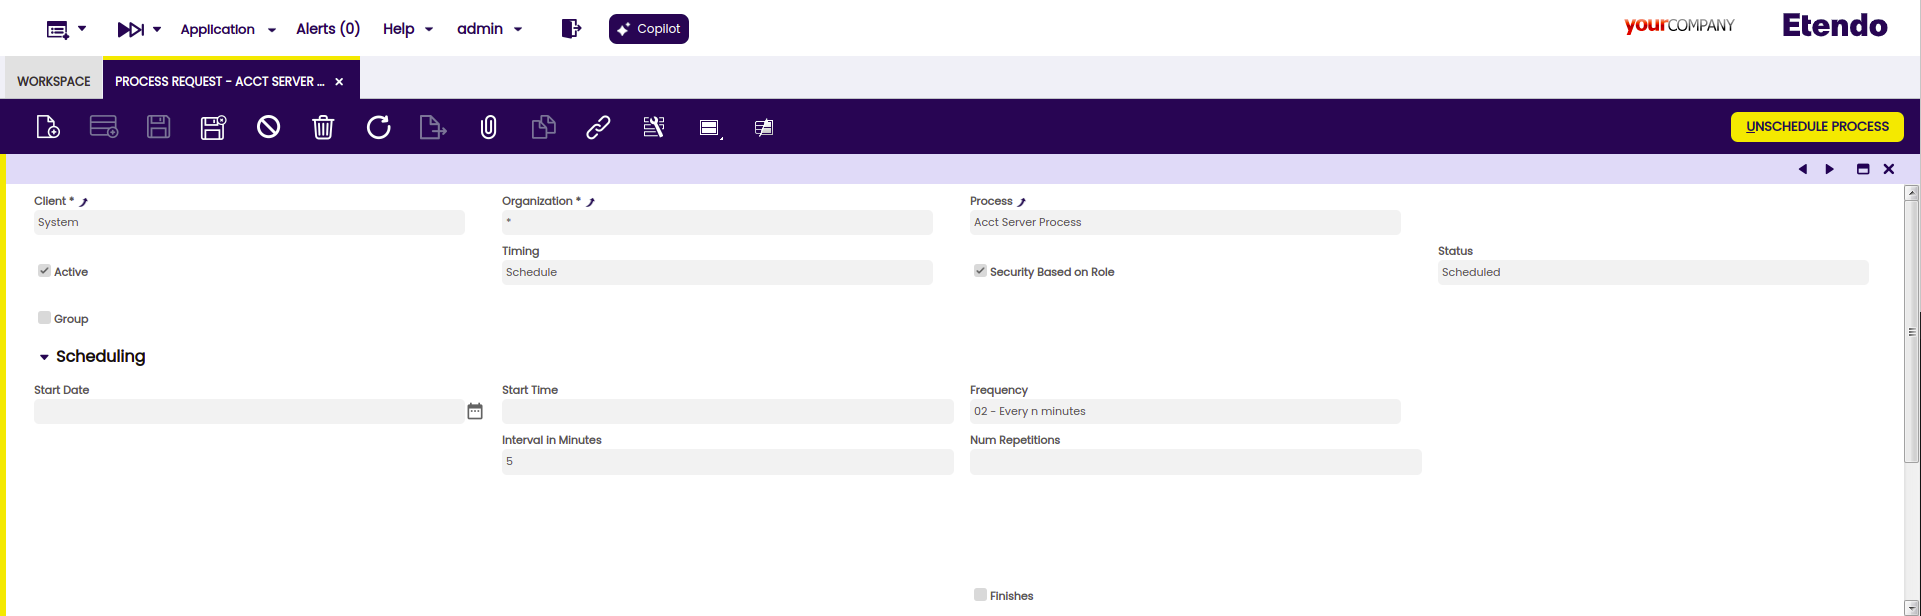 Application Alerts (0) Help admin Copilot yourCOMPANY Etendo
WORKSPACE PROCESS REQUEST - ACCT SERVER ... ×
UNSCHEDULE PROCESS
Client * Organization * Process
System * Acct Server Process
Timing Status
Active Schedule Security Based on Role Scheduled
Group
Scheduling
Start Date Start Time Frequency
02 - Every n minutes
Interval in Minutes Num Repetitions
5
Finishes